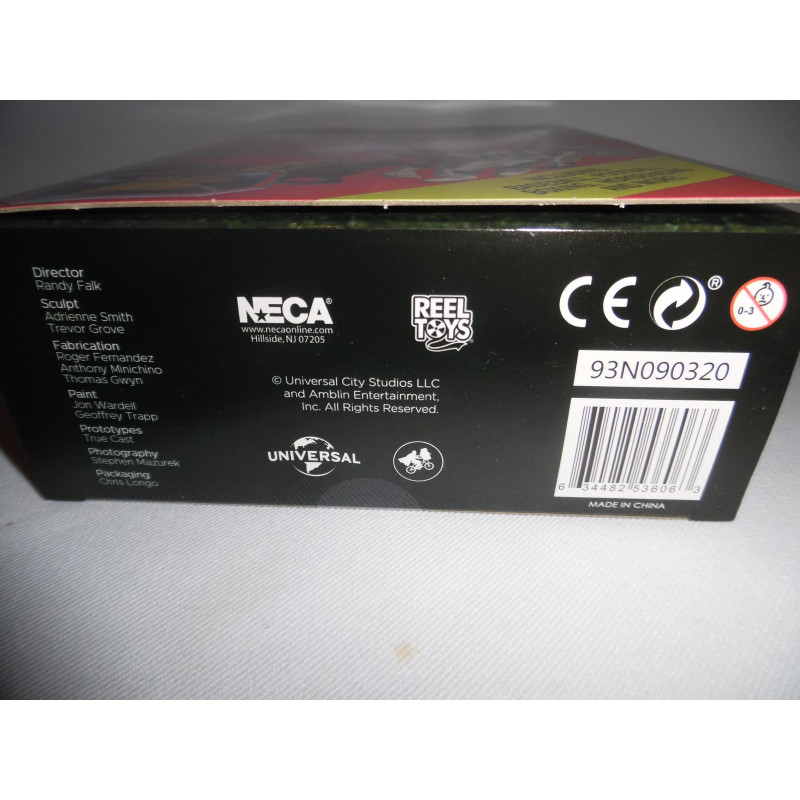 Director
Randy Falk
Sculpt
Adrienne Smith
Trevor Grove
Fabrication
Roger Fernandez
Anthony Minichino
Thomas Gwyn
Paint
Jon Wardell
Geoffrey Trapp
Prototypes
True Cast
Photography
Stephen Mazurek
Packaging
Chris Longo
NECA®
www.necaonline.com
Hillside, NJ 07205
REEL
TOYS
© Universal City Studios LLC
and Amblin Entertainment,
Inc. All Rights Reserved.
UNIVERSAL
CE
®
0-3
93N090320
6 34482 53606 3
MADE IN CHINA